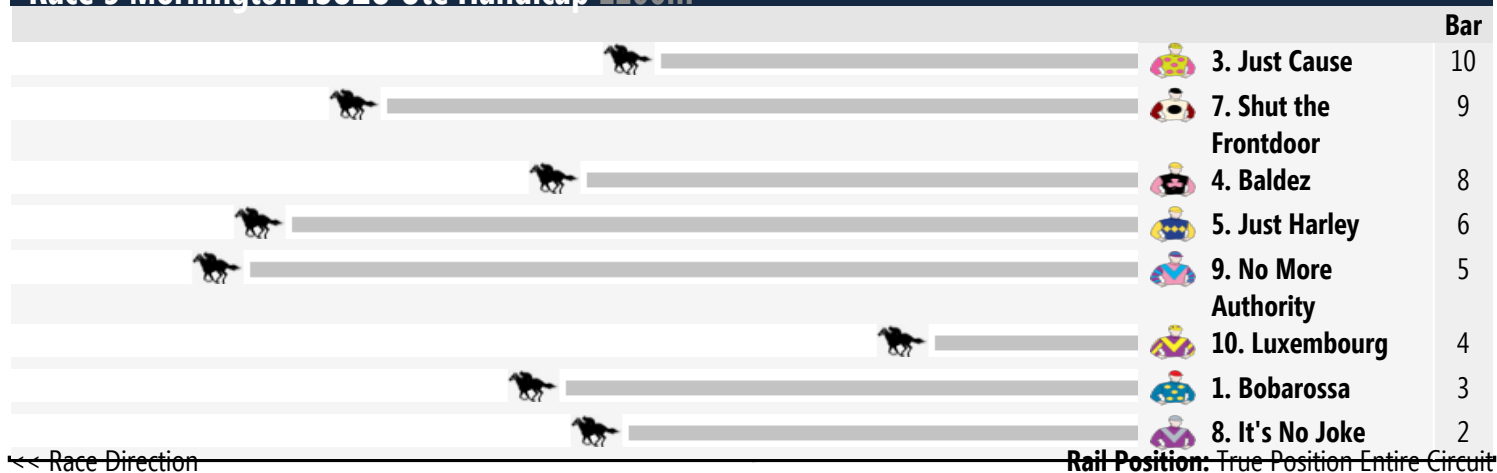 Bar
3. Just Cause 10
7. Shut the 9
Frontdoor
4. Baldez 8
5. Just Harley 6
9. No More 5
Authority
10. Luxembourg 4
1. Bobarossa 3
8. It's No Joke 2
<< Race Direction Rail Position: True Position Entire Circuit